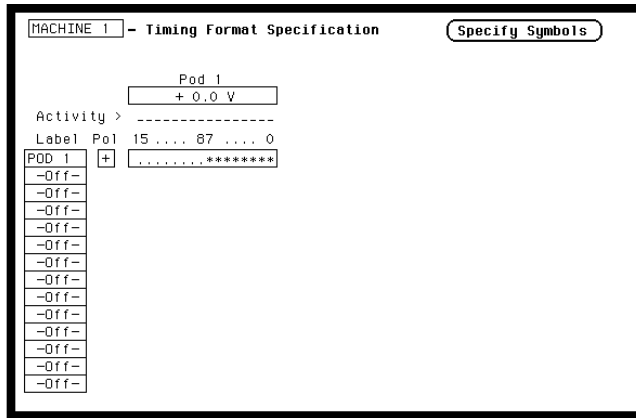 MACHINE 1 – Timing Format Specification Specify Symbols
Pod 1
+ 0.0 V
Activity > ----------------
Label Pol 15 .... 87 .... 0
POD 1 + ........********
-Off-
-Off-
-Off-
-Off-
-Off-
-Off-
-Off-
-Off-
-Off-
-Off-
-Off-
-Off-
-Off-